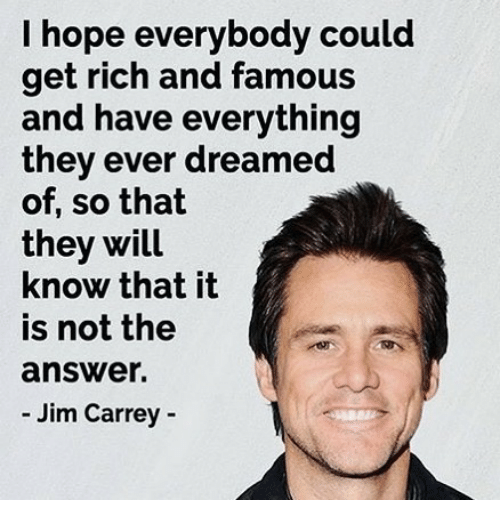 I hope everybody could
get rich and famous
and have everything
they ever dreamed
of, so that
they will
know that it
is not the
answer.
- Jim Carrey -